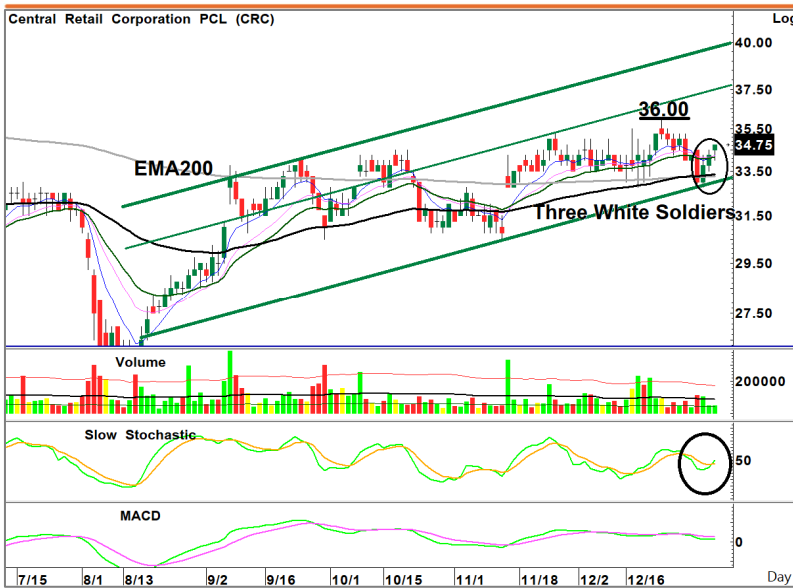 Central Retail Corporation PCL (CRC)
Log
40.00
37.50
36.00
35.50
34.75
EMA200
33.50
Three White Soldiers
31.50
29.50
27.50
Volume
200000
Slow Stochastic
50
MACD
0
7/15 8/1 8/13 9/2 9/16 10/1 10/15 11/1 11/18 12/2 12/16 Day